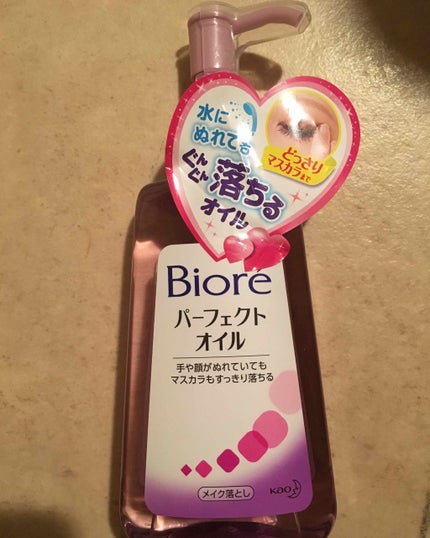 水に
ぬれても
ぐんぐん
落ちる
オイル
どっさり
マスカラまで
Bioré
パーフェクト
オイル
手や顔がぬれていても
マスカラもすっきり落ちる
メイク落とし
Kao